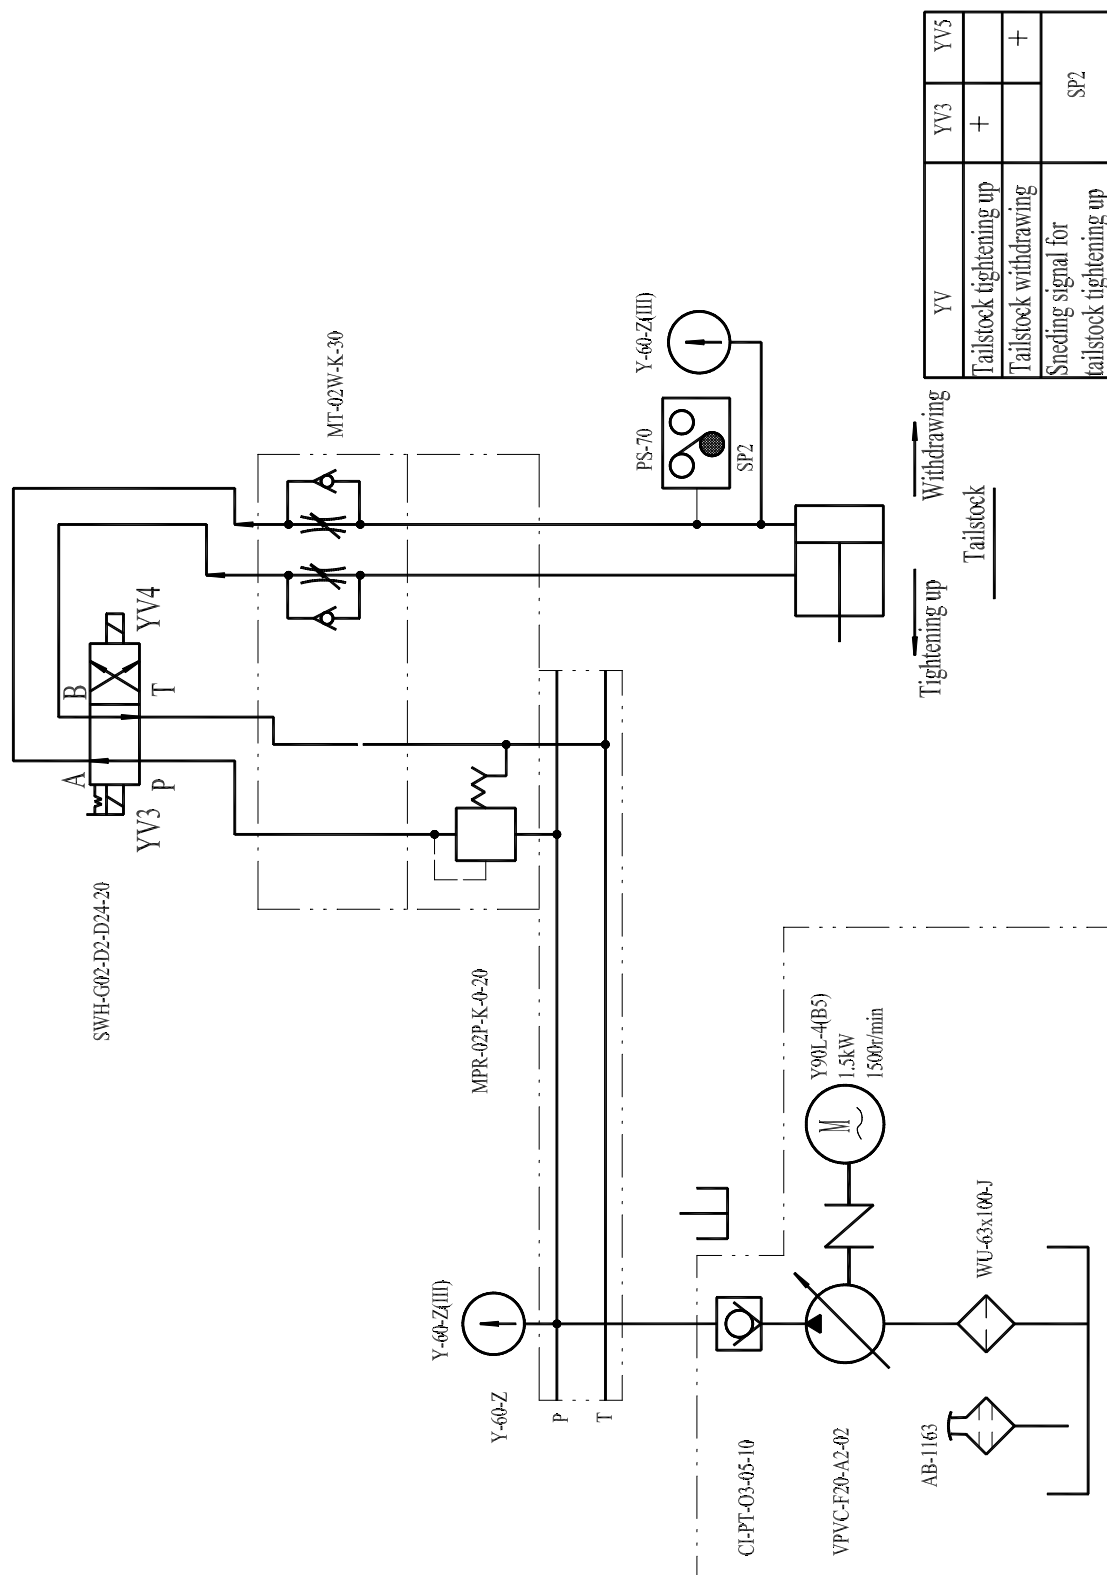 YV YV3 YV5
Tailstock tightening up +
Tailstock withdrawing +
Sneding signal for
tailstock tightening up
SP2
MT-02W-K-30
Y-60-Z(III)
PS-70
SP2
Withdrawing
Tailstock
Tightening up
YV4
B
T
A
P
YV3
SWH-G02-D2-D24-20
MPR-02P-K-0-20
Y90L-4(B5)
1.5kW
1500r/min
M
WU-63x100-J
Y-60-Z(III)
Y-60-Z
P
T
CI-PT-O3-05-10
VPVC-F20-A2-02
AB-1163